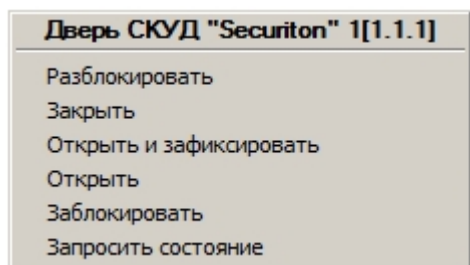 Дверь СКУД "Securiton" 1[1.1.1]
Разблокировать
Закрыть
Открыть и зафиксировать
Открыть
Заблокировать
Запросить состояние